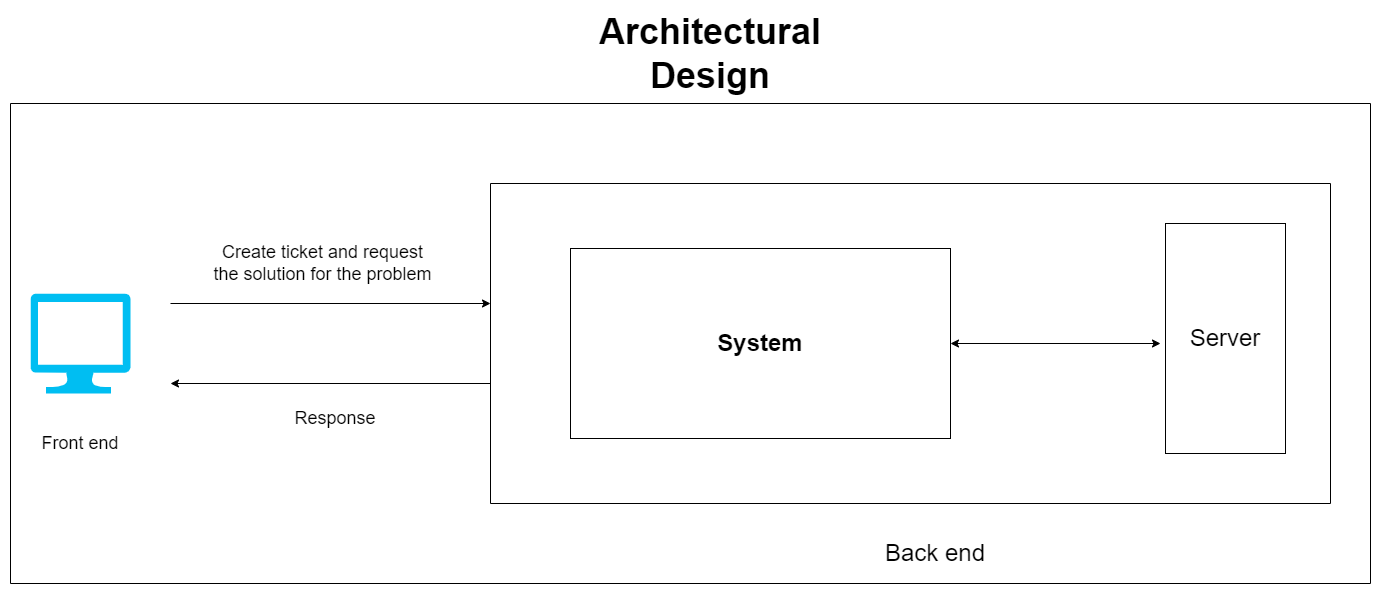 Architectural
Design
Create ticket and request
the solution for the problem
System
Server
Response
Front end
Back end